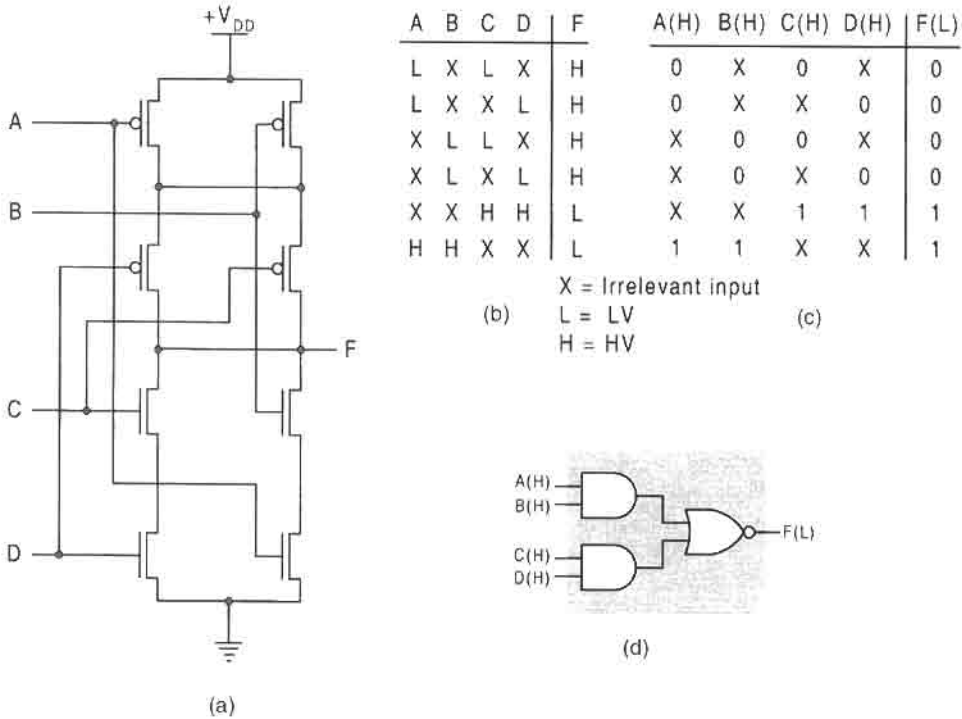 +V_DD
A
B
C
D
F
(a)
A B C D F
L X L X H
L X X L H
X L L X H
X L X L H
X X H H L
H H X X L
(b)
A(H) B(H) C(H) D(H) F(L)
0 X 0 X 0
0 X X 0 0
X 0 0 X 0
X 0 X 0 0
X X 1 1 1
1 1 X X 1
(c)
X = Irrelevant input
L = LV
H = HV
A(H)
B(H)
C(H)
D(H)
F(L)
(d)